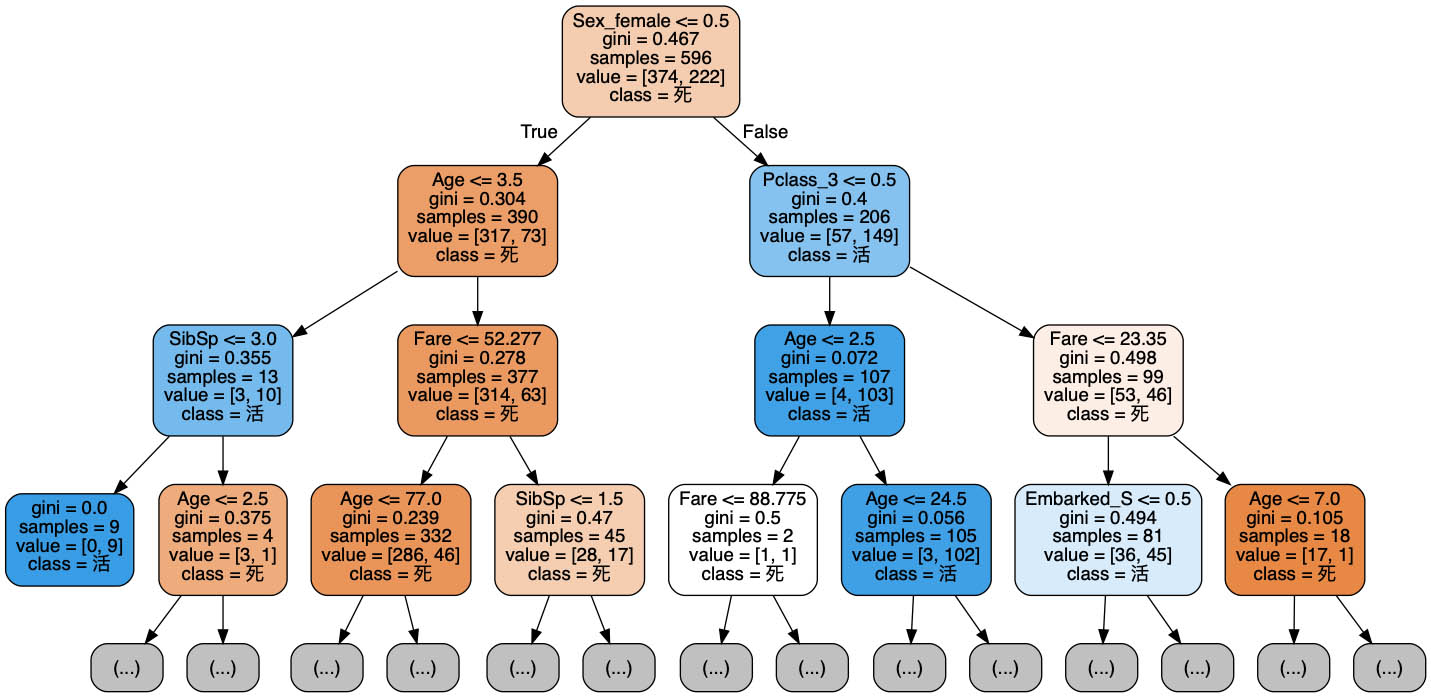 Sex_female <= 0.5
gini = 0.467
samples = 596
value = [374, 222]
class = 死
True
False
Age <= 3.5
gini = 0.304
samples = 390
value = [317, 73]
class = 死
Pclass_3 <= 0.5
gini = 0.4
samples = 206
value = [57, 149]
class = 活
SibSp <= 3.0
gini = 0.355
samples = 13
value = [3, 10]
class = 活
Fare <= 52.277
gini = 0.278
samples = 377
value = [314, 63]
class = 死
Age <= 2.5
gini = 0.072
samples = 107
value = [4, 103]
class = 活
Fare <= 23.35
gini = 0.498
samples = 99
value = [53, 46]
class = 死
gini = 0.0
samples = 9
value = [0, 9]
class = 活
Age <= 2.5
gini = 0.375
samples = 4
value = [3, 1]
class = 死
Age <= 77.0
gini = 0.239
samples = 332
value = [286, 46]
class = 死
SibSp <= 1.5
gini = 0.47
samples = 45
value = [28, 17]
class = 死
Fare <= 88.775
gini = 0.5
samples = 2
value = [1, 1]
class = 死
Age <= 24.5
gini = 0.056
samples = 105
value = [3, 102]
class = 活
Embarked_S <= 0.5
gini = 0.494
samples = 81
value = [36, 45]
class = 活
Age <= 7.0
gini = 0.105
samples = 18
value = [17, 1]
class = 死
(...)
(...)
(...)
(...)
(...)
(...)
(...)
(...)
(...)
(...)
(...)
(...)
(...)
(...)